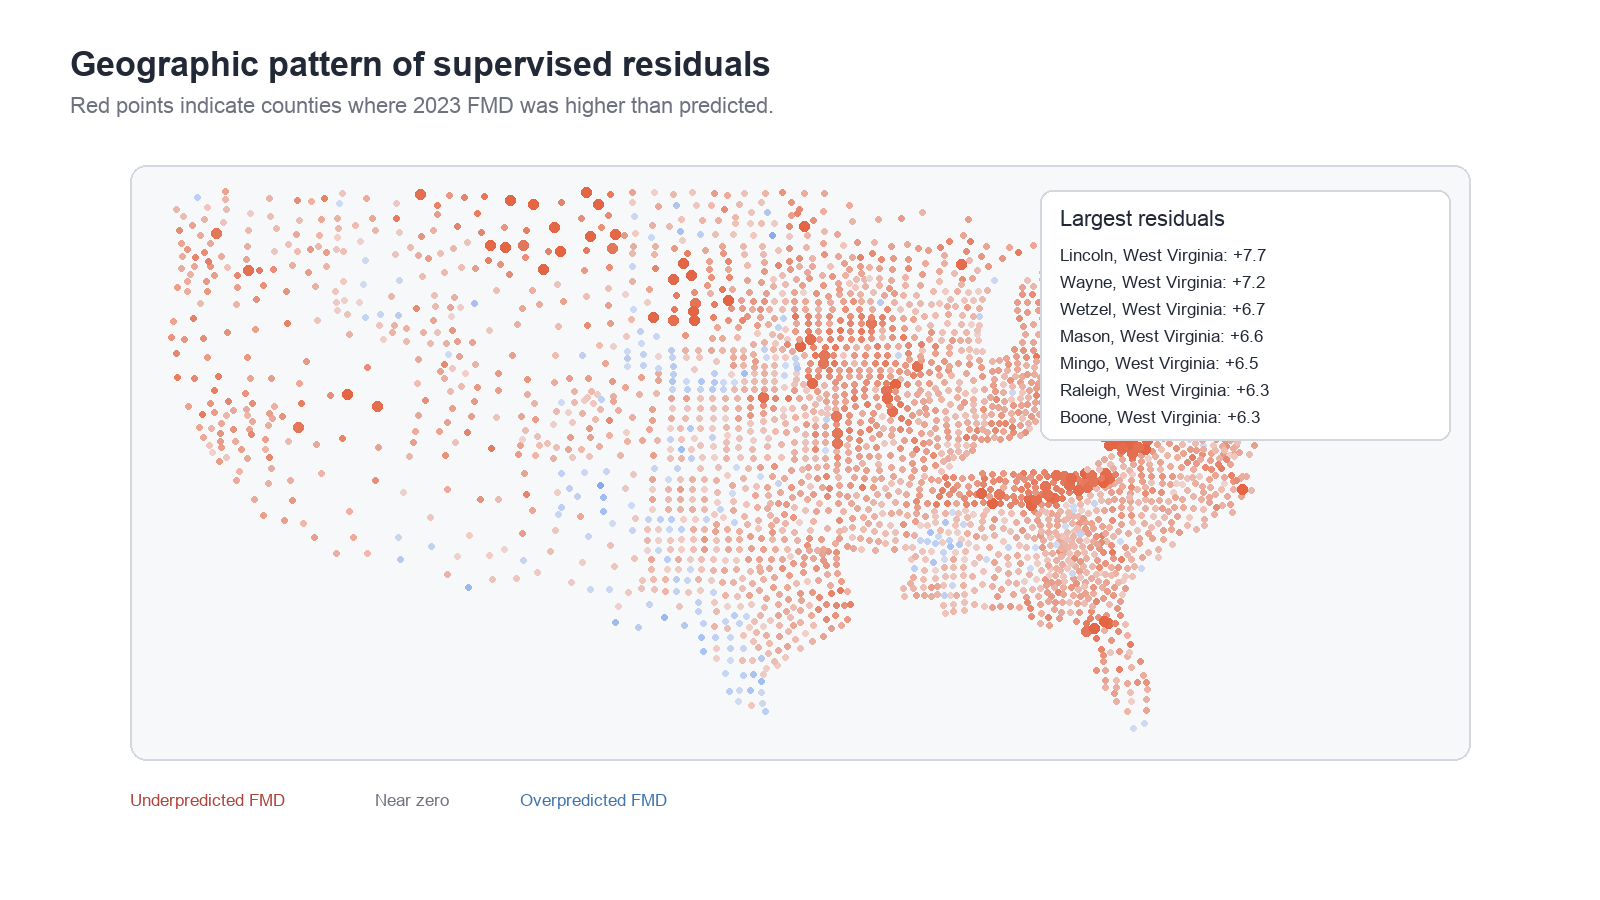 Geographic pattern of supervised residuals
Red points indicate counties where 2023 FMD was higher than predicted.
Largest residuals
Lincoln, West Virginia: +7.7
Wayne, West Virginia: +7.2
Wetzel, West Virginia: +6.7
Mason, West Virginia: +6.6
Mingo, West Virginia: +6.5
Raleigh, West Virginia: +6.3
Boone, West Virginia: +6.3
Underpredicted FMD
Near zero
Overpredicted FMD